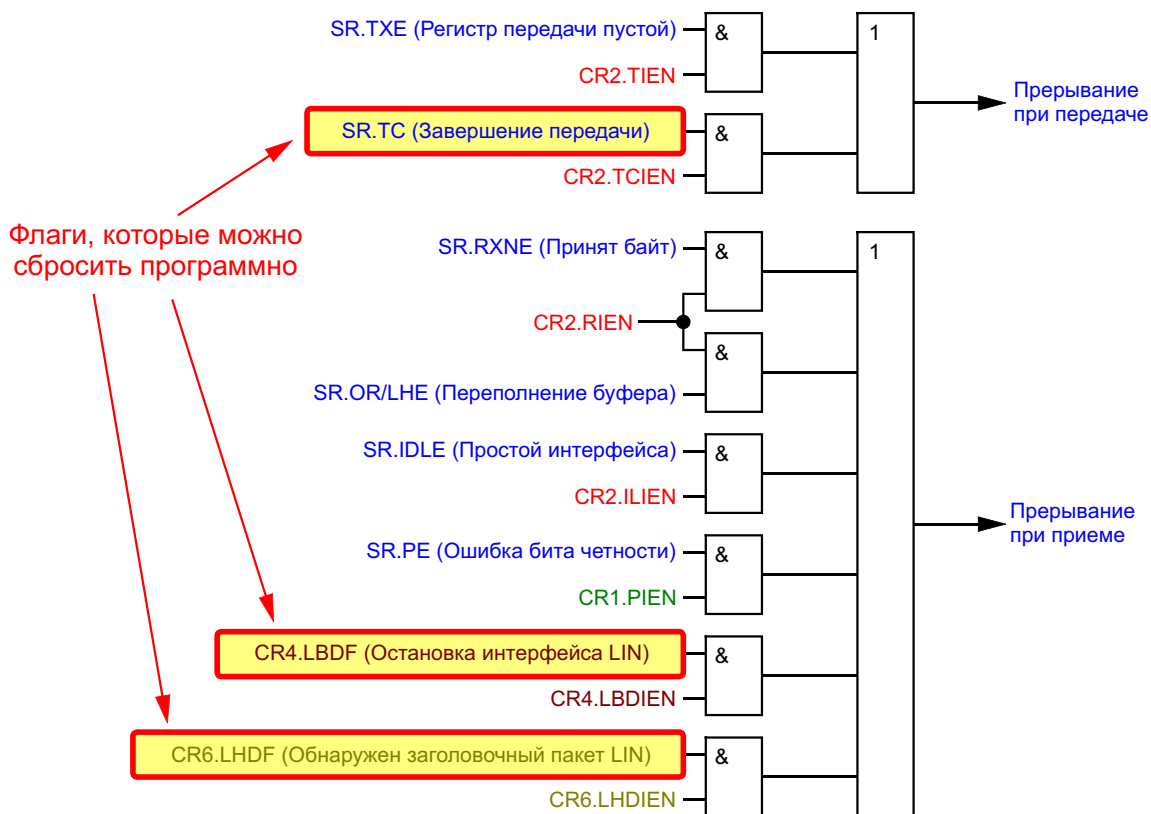 SR.TXE (Регистр передачи пустой)
&
1
CR2.TIEN
Прерывание
при передаче
SR.TC (Завершение передачи)
&
CR2.TCIEN
Флаги, которые можно
сбросить программно
SR.RXNE (Принят байт)
&
1
CR2.RIEN
&
SR.OR/LHE (Переполнение буфера)
SR.IDLE (Простой интерфейса)
&
CR2.ILIEN
Прерывание
при приеме
SR.PE (Ошибка бита четности)
&
CR1.PIEN
CR4.LBDF (Остановка интерфейса LIN)
&
CR4.LBDIEN
CR6.LHDF (Обнаружен заголовочный пакет LIN)
&
CR6.LHDIEN